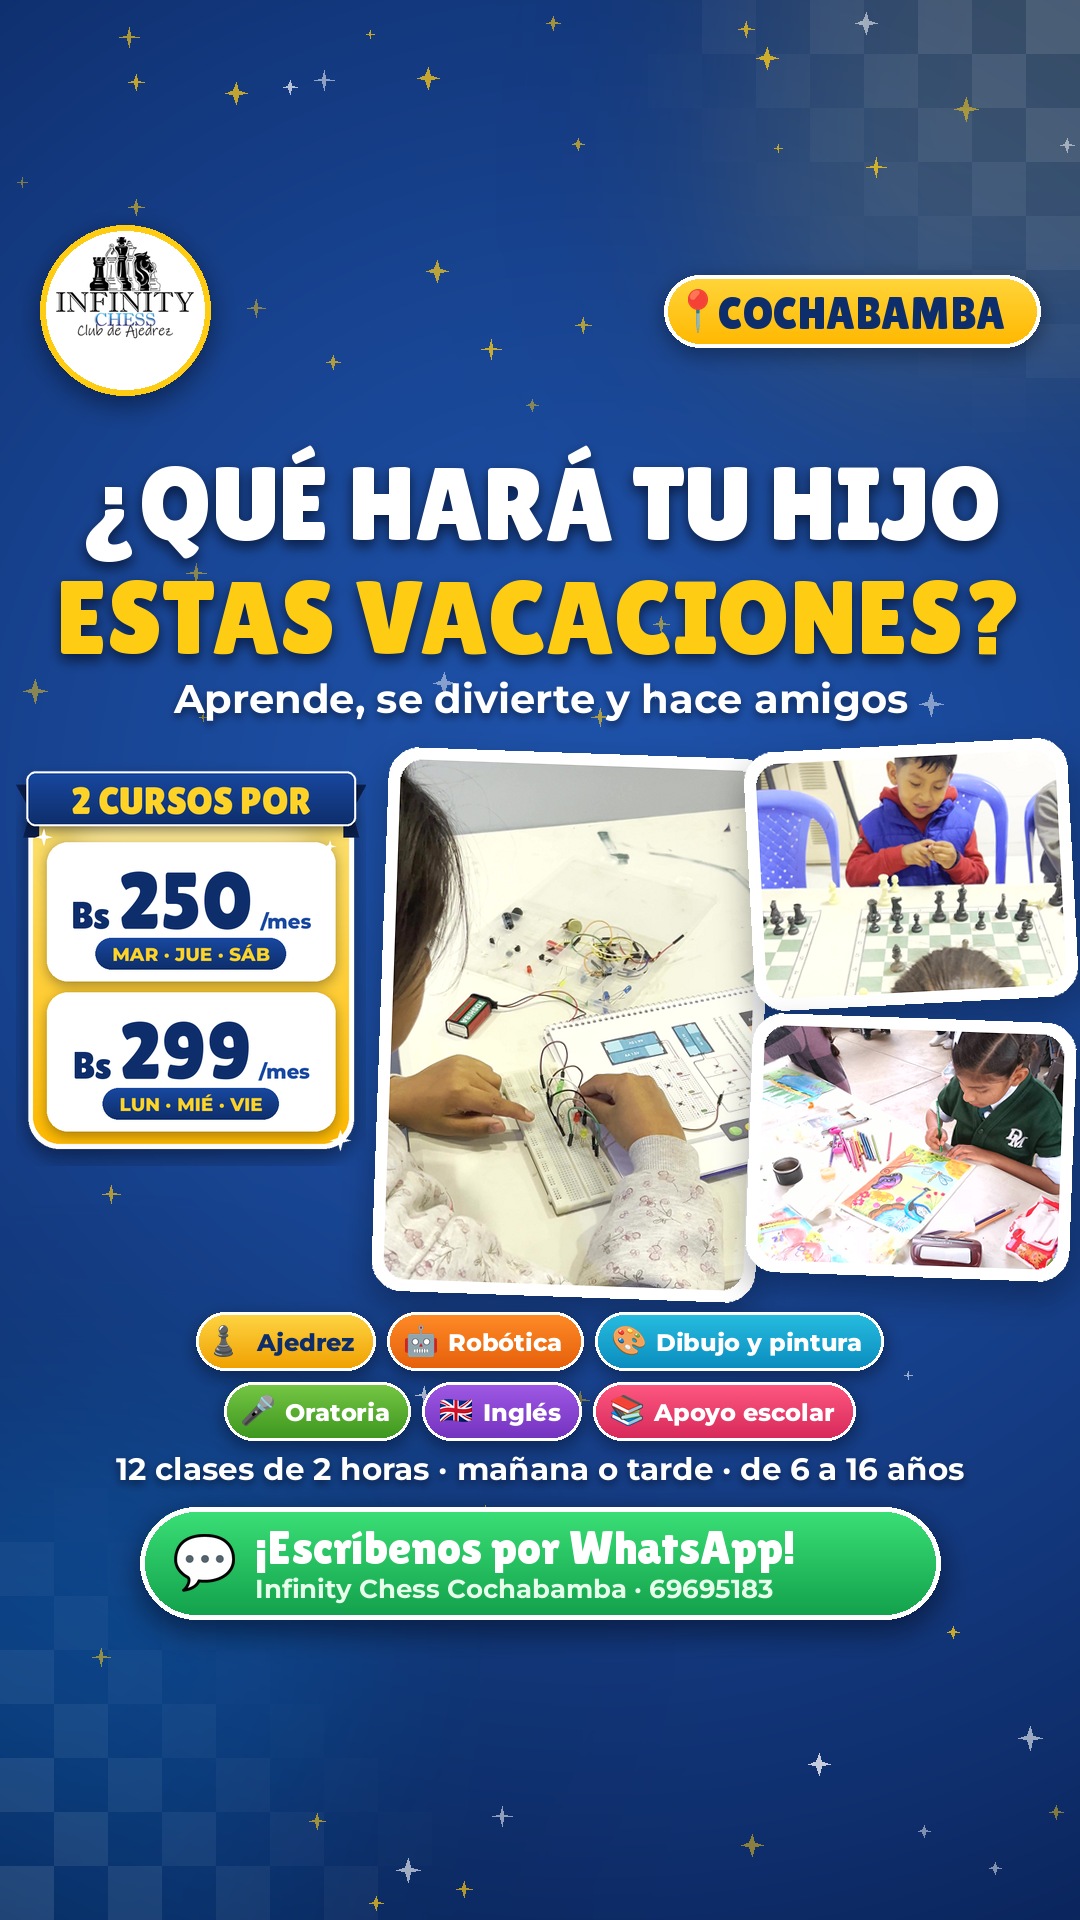 INFINITY
CHESS
Club de Ajedrez
COCHABAMBA
¿QUÉ HARÁ TU HIJO
ESTAS VACACIONES?
Aprende, se divierte y hace amigos
2 CURSOS POR
Bs 250 /mes
MAR · JUE · SÁB
Bs 299 /mes
LUN · MIÉ · VIE
Ajedrez
Robótica
Dibujo y pintura
Oratoria
Inglés
Apoyo escolar
12 clases de 2 horas · mañana o tarde · de 6 a 16 años
¡Escríbenos por WhatsApp!
Infinity Chess Cochabamba · 69695183